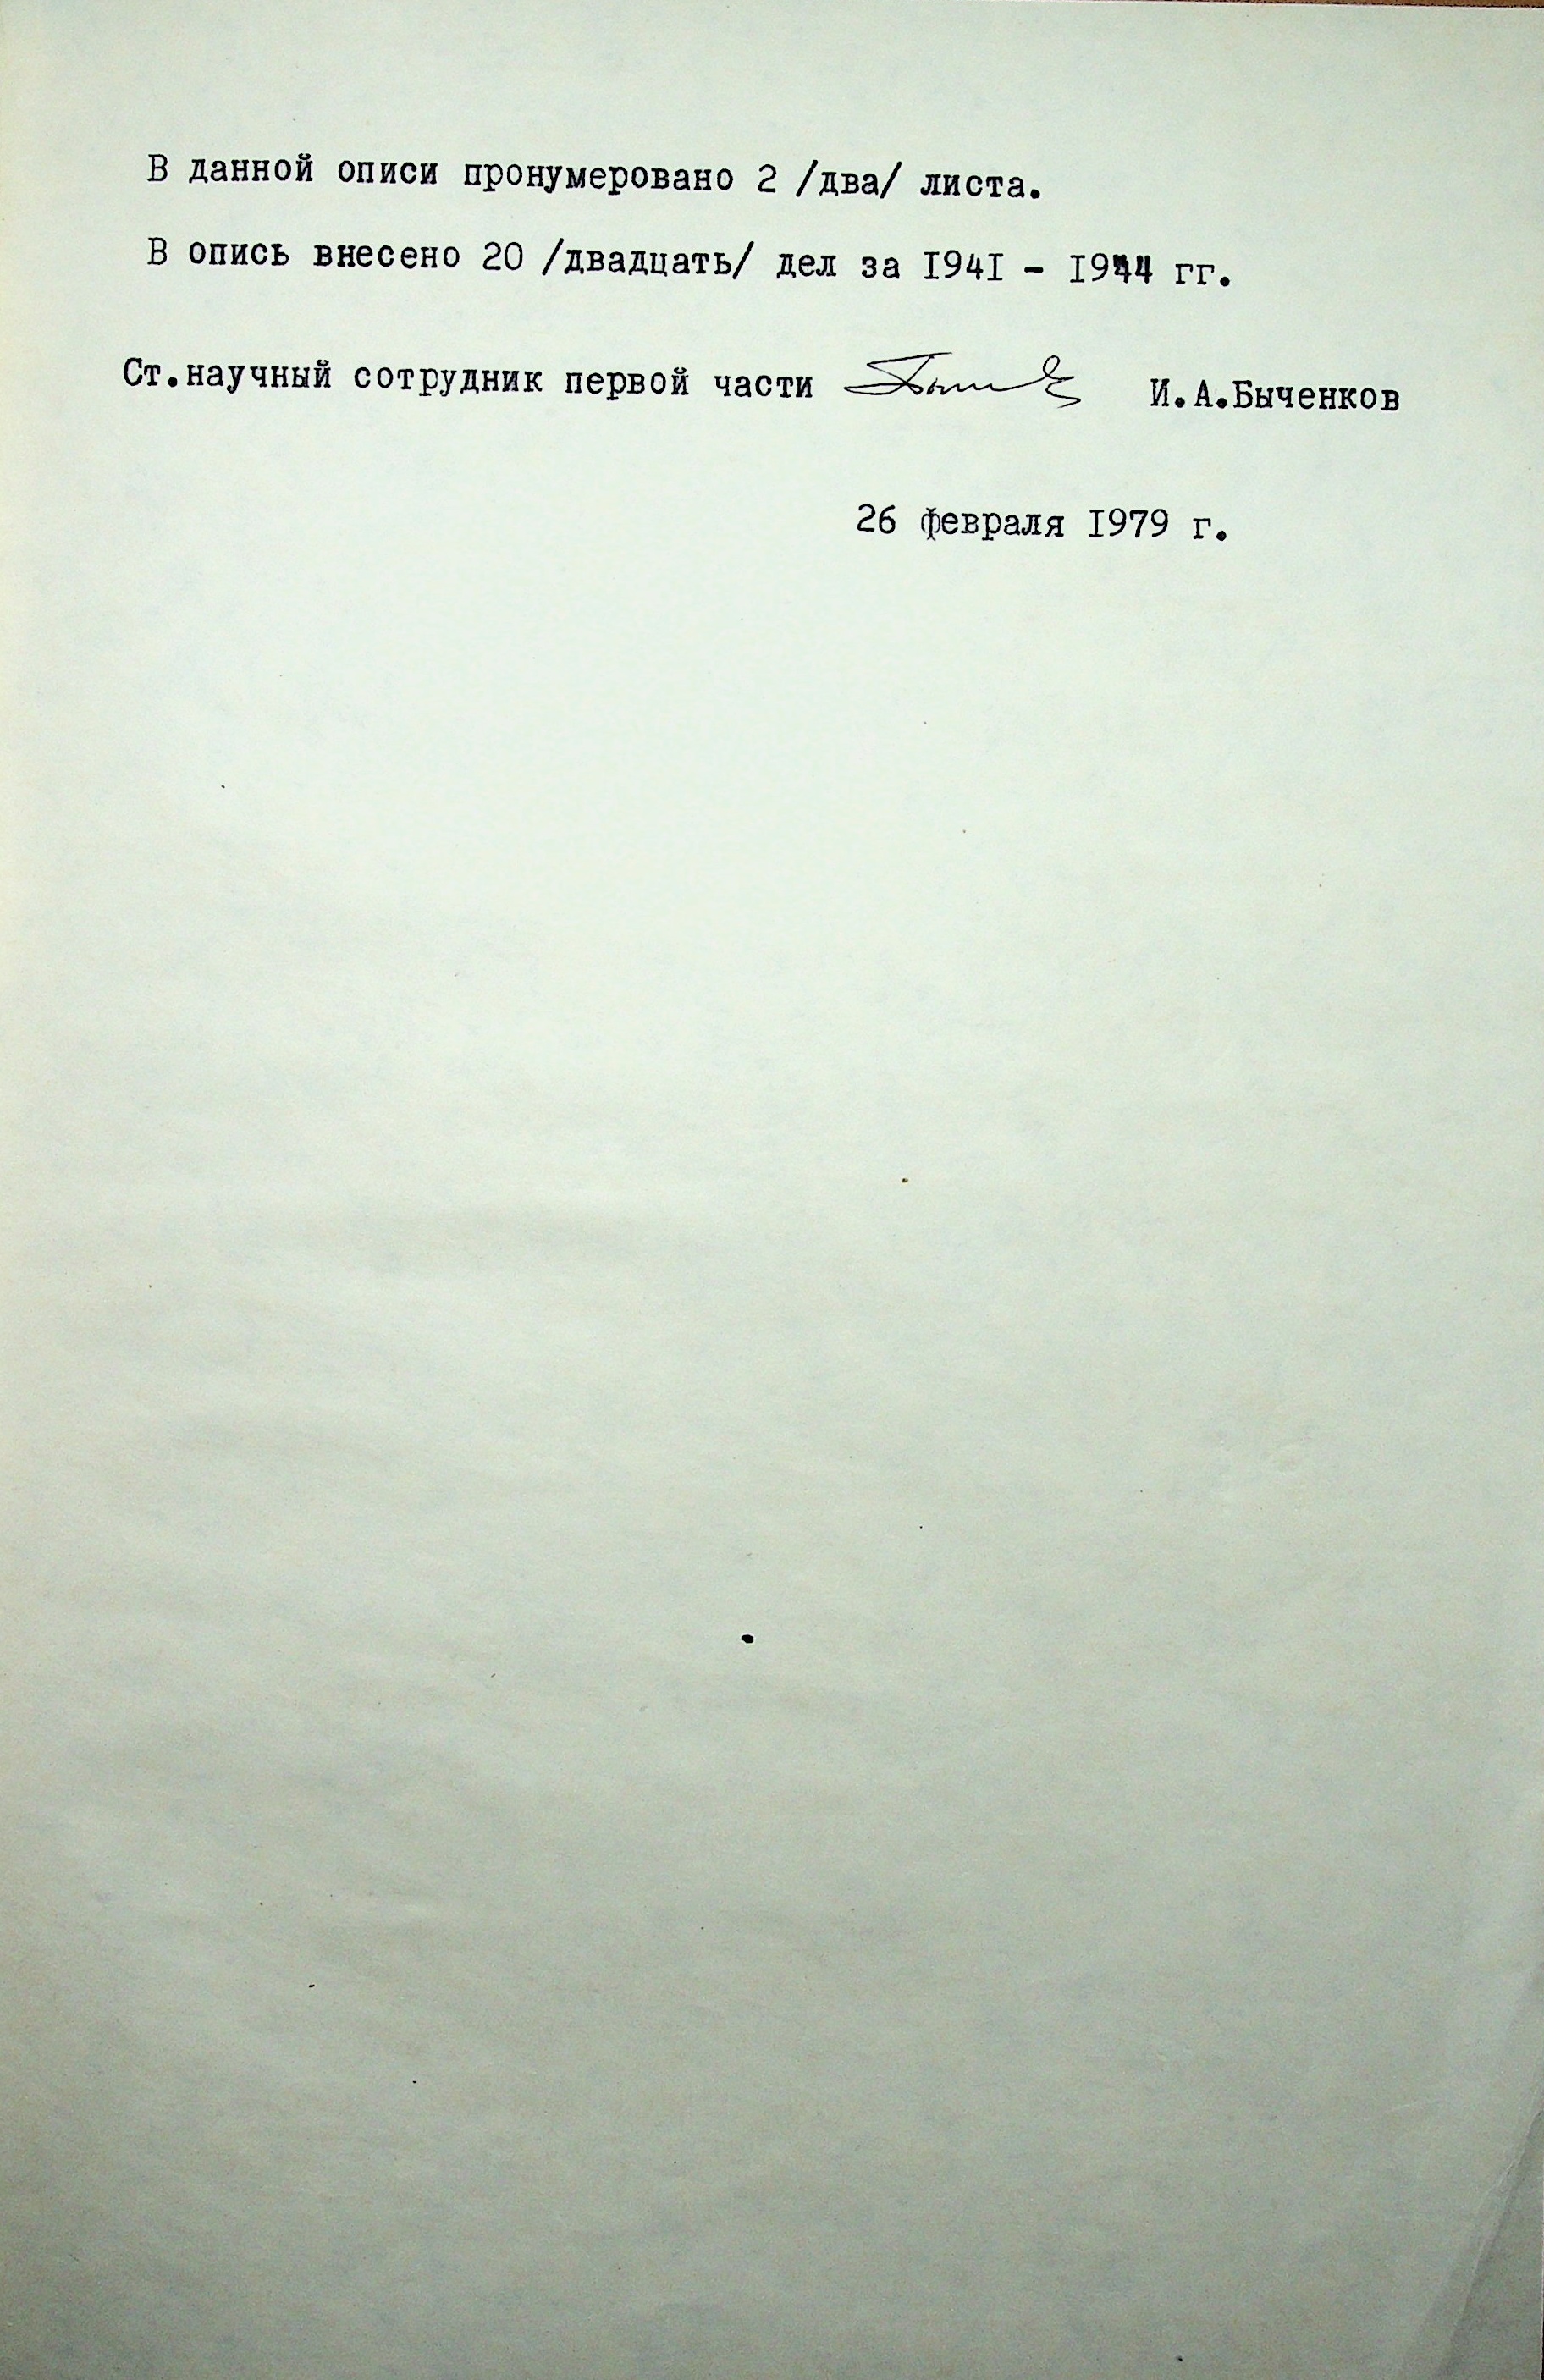 В данной описи пронумеровано 2 /два/ листа.
В опись внесено 20 /двадцать/ дел за I94I - I944 гг.
Ст.научный сотрудник первой части И.А.Быченков
26 февраля I979 г.